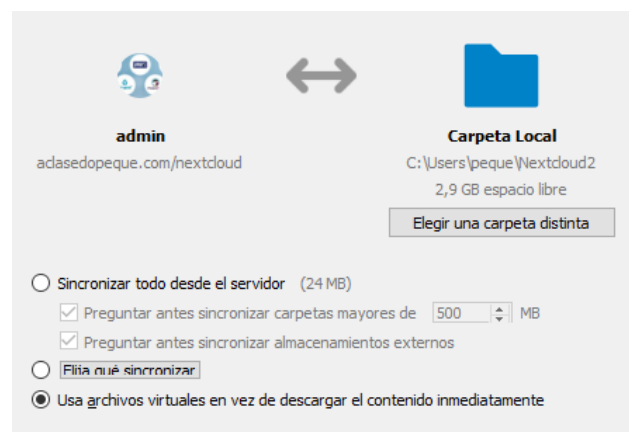 admin
aclasedopeque.com/nextcloud
Carpeta Local
C:\Users\peque\Nextcloud2
2,9 GB espacio libre
Elegir una carpeta distinta
Sincronizar todo desde el servidor (24 MB)
Preguntar antes sincronizar carpetas mayores de 500 MB
Preguntar antes sincronizar almacenamientos externos
Elija qué sincronizar
Usa archivos virtuales en vez de descargar el contenido inmediatamente